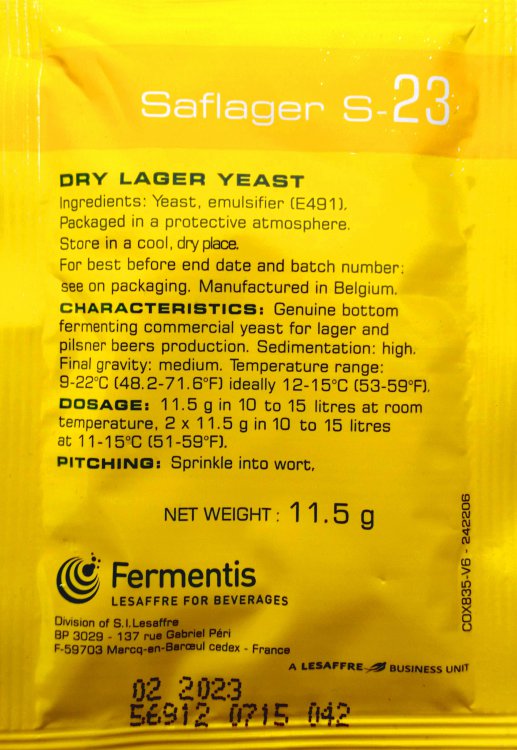 Saflager S-23
DRY LAGER YEAST
Ingredients: Yeast, emulsifier (E491).
Packaged in a protective atmosphere.
Store in a cool, dry place.
For best before end date and batch number:
see on packaging. Manufactured in Belgium.
CHARACTERISTICS: Genuine bottom
fermenting commercial yeast for lager and
pilsner beers production. Sedimentation: high.
Final gravity: medium. Temperature range:
9-22°C (48.2-71.6°F) ideally 12-15°C (53-59°F).
DOSAGE: 11.5 g in 10 to 15 litres at room
temperature, 2 x 11.5 g in 10 to 15 litres
at 11-15°C (51-59°F).
PITCHING: Sprinkle into wort.
NET WEIGHT : 11.5 g
COX835-V6 - 242206
Fermentis
LESAFFRE FOR BEVERAGES
Division of S.I.Lesaffre
BP 3029 - 137 rue Gabriel Péri
F-59703 Marcq-en-Barœul cedex - France
A LESAFFRE BUSINESS UNIT
02 2023
56912 0715 042